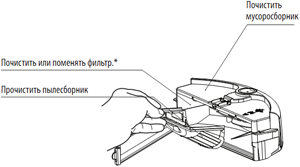 Почистить
мусоросборник
Почистить или поменять фильтр.*
Прочистить пылесборник